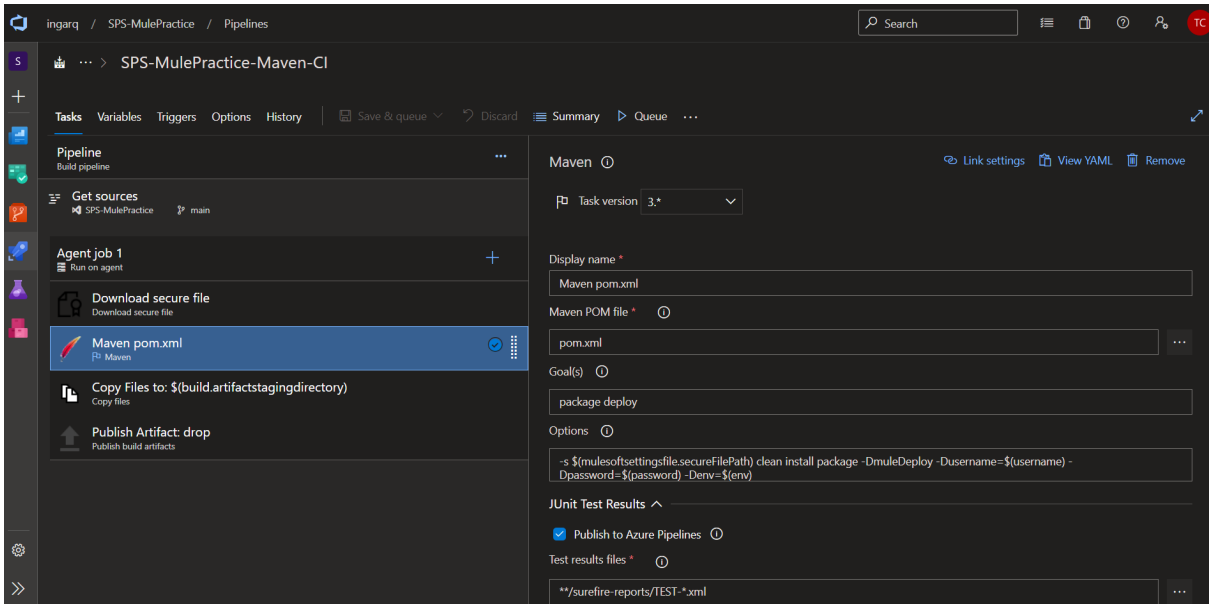 ingarq / SPS-MulePractice / Pipelines
Search
TC
S
··· > SPS-MulePractice-Maven-CI
Tasks Variables Triggers Options History Save & queue Discard Summary Queue ...
Pipeline
Build pipeline
Get sources
SPS-MulePractice main
Agent job 1
Run on agent
Download secure file
Download secure file
Maven pom.xml
Maven
Copy Files to: $(build.artifactstagingdirectory)
Copy files
Publish Artifact: drop
Publish build artifacts
Maven
Link settings View YAML Remove
Task version 3.*
Display name *
Maven pom.xml
Maven POM file *
pom.xml
Goal(s)
package deploy
Options
-s $(mulesoftsettingsfile.secureFilePath) clean install package -DmuleDeploy -Dusername=$(username) -
Dpassword=$(password) -Denv=$(env)
JUnit Test Results
Publish to Azure Pipelines
Test results files *
**/surefire-reports/TEST-*.xml